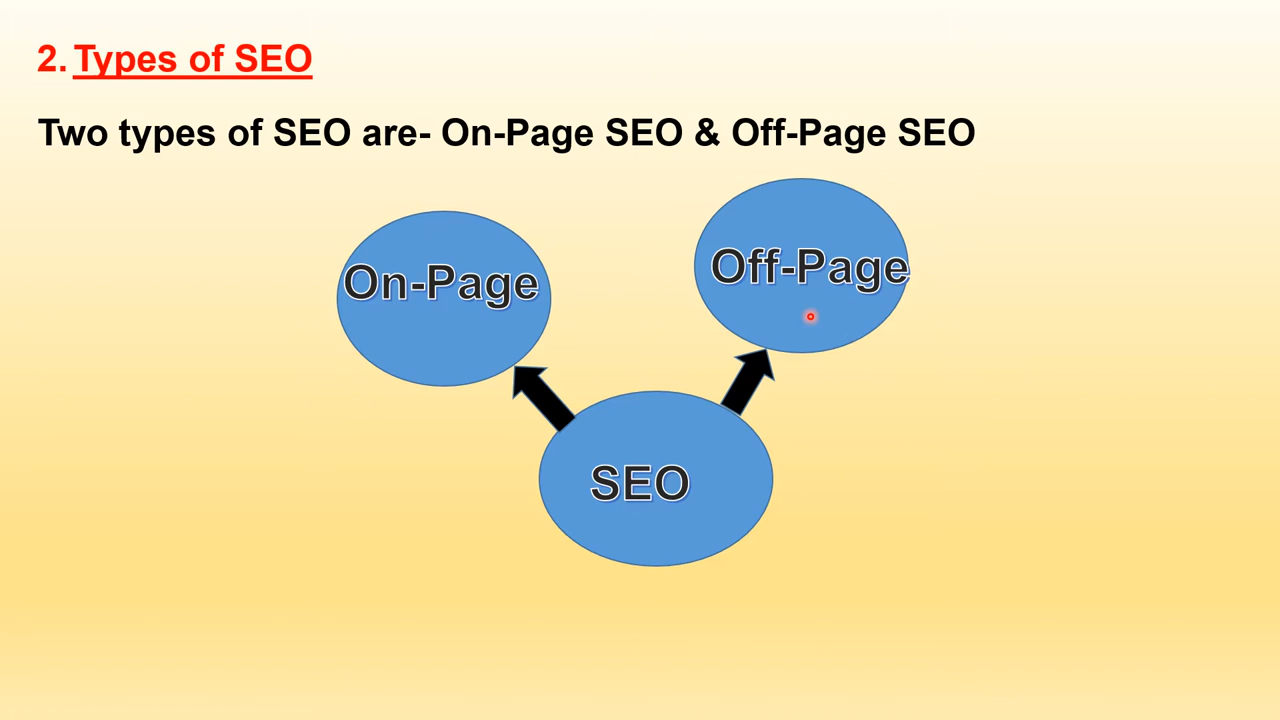 2. Types of SEO
Two types of SEO are- On-Page SEO & Off-Page SEO
On-Page
Off-Page
SEO